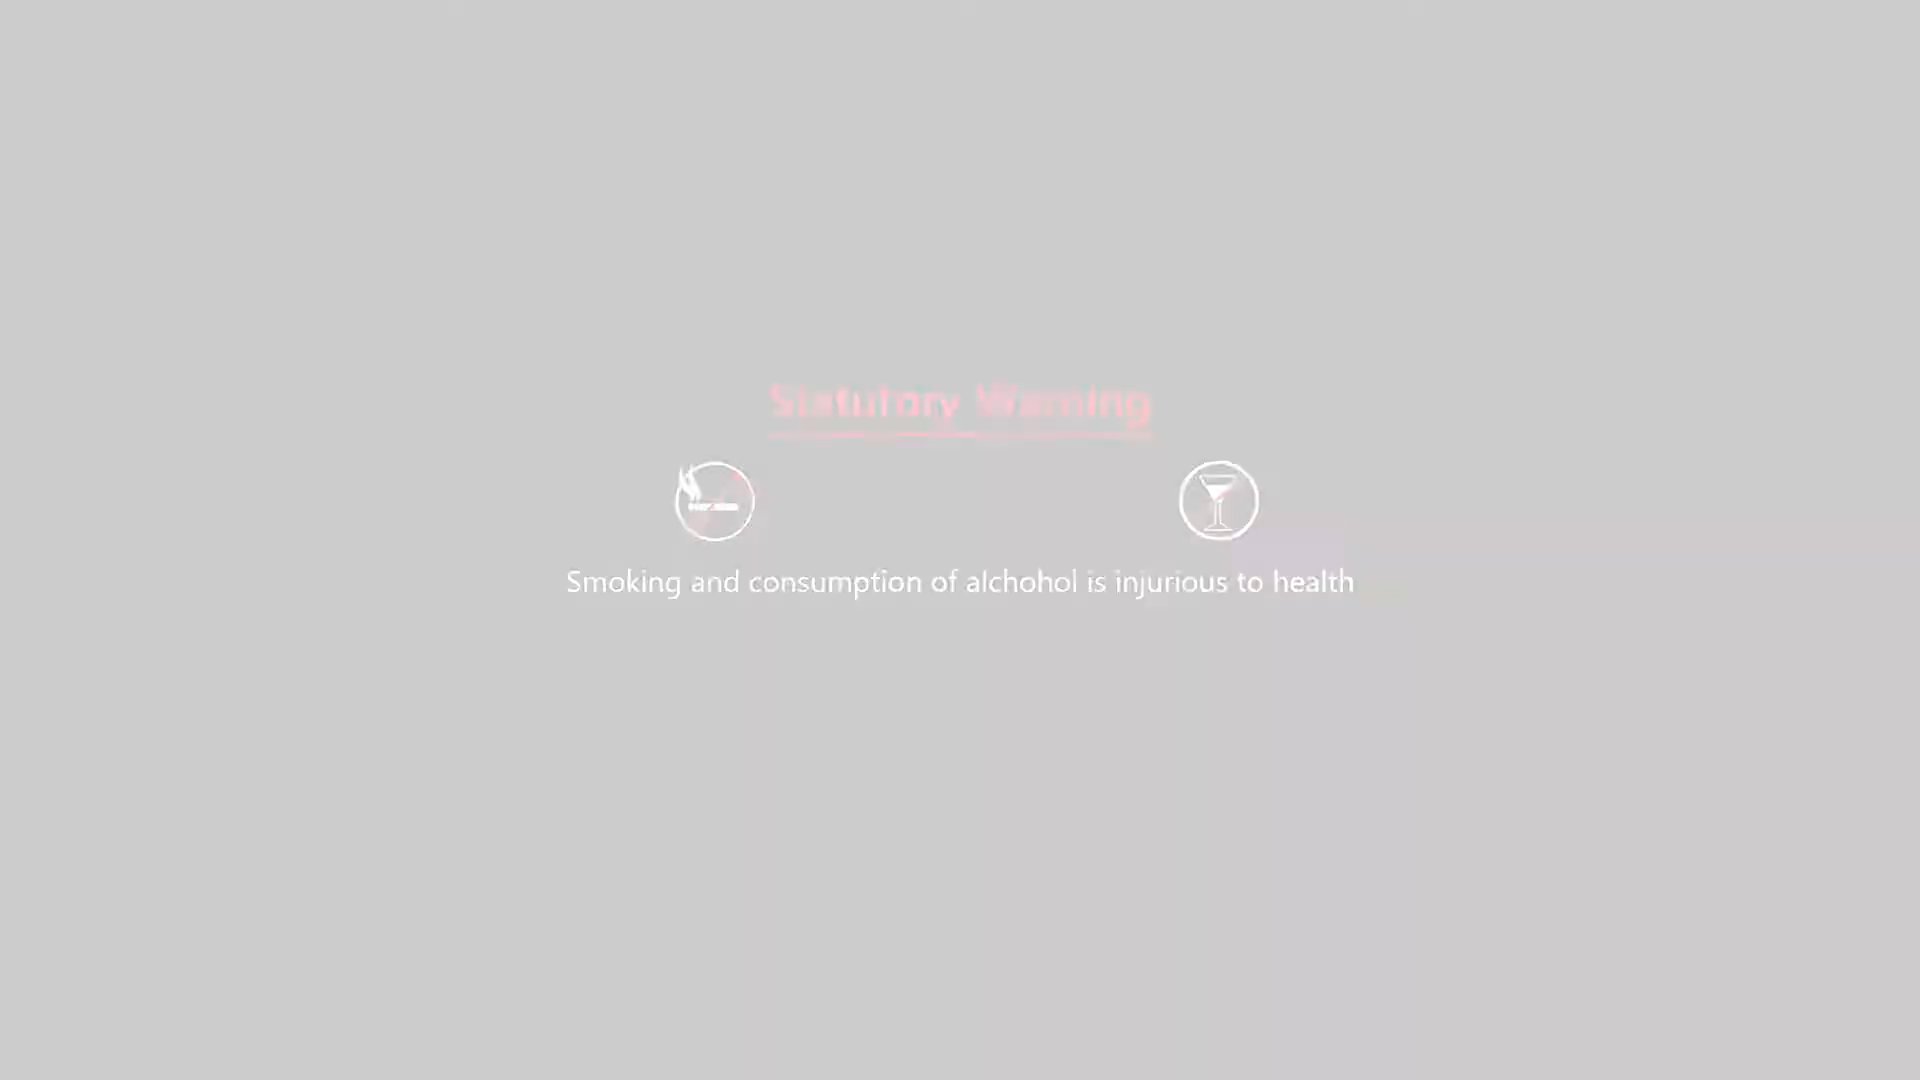 Statutory Warning
Smoking and consumption of alchohol is injurious to health